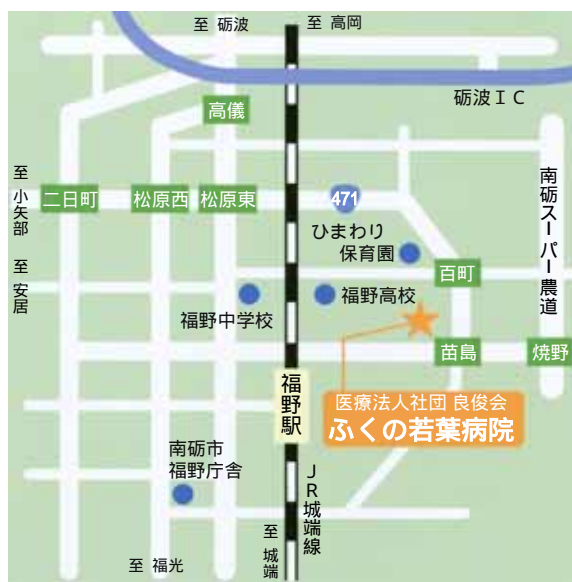 至 砺波
至 高岡
砺波IC
高儀
至 小矢部
二日町
松原西
松原東
471
ひまわり
保育園
南砺スーパー農道
至 安居
百町
福野中学校
福野高校
苗島
焼野
福野駅
医療法人社団 良俊会
ふくの若葉病院
南砺市
福野庁舎
JR城端線
至 城端
至 福光